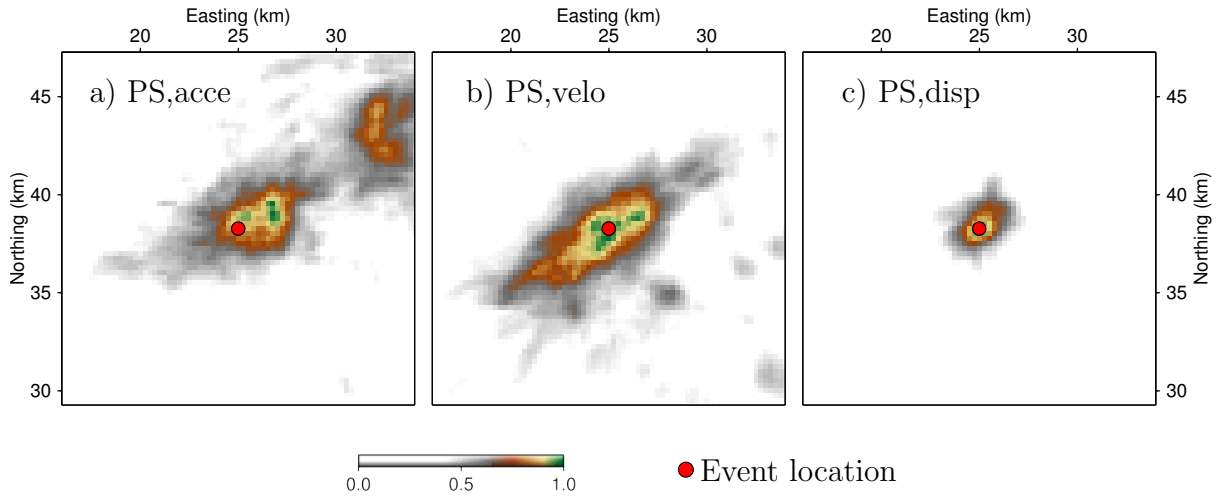 Easting (km) Easting (km) Easting (km)
20 25 30 20 25 30 20 25 30
a) PS,acce b) PS,velo c) PS,disp
45 45
40 40
35 35
30 30
Northing (km) Northing (km)
0.0 0.5 1.0
Event location